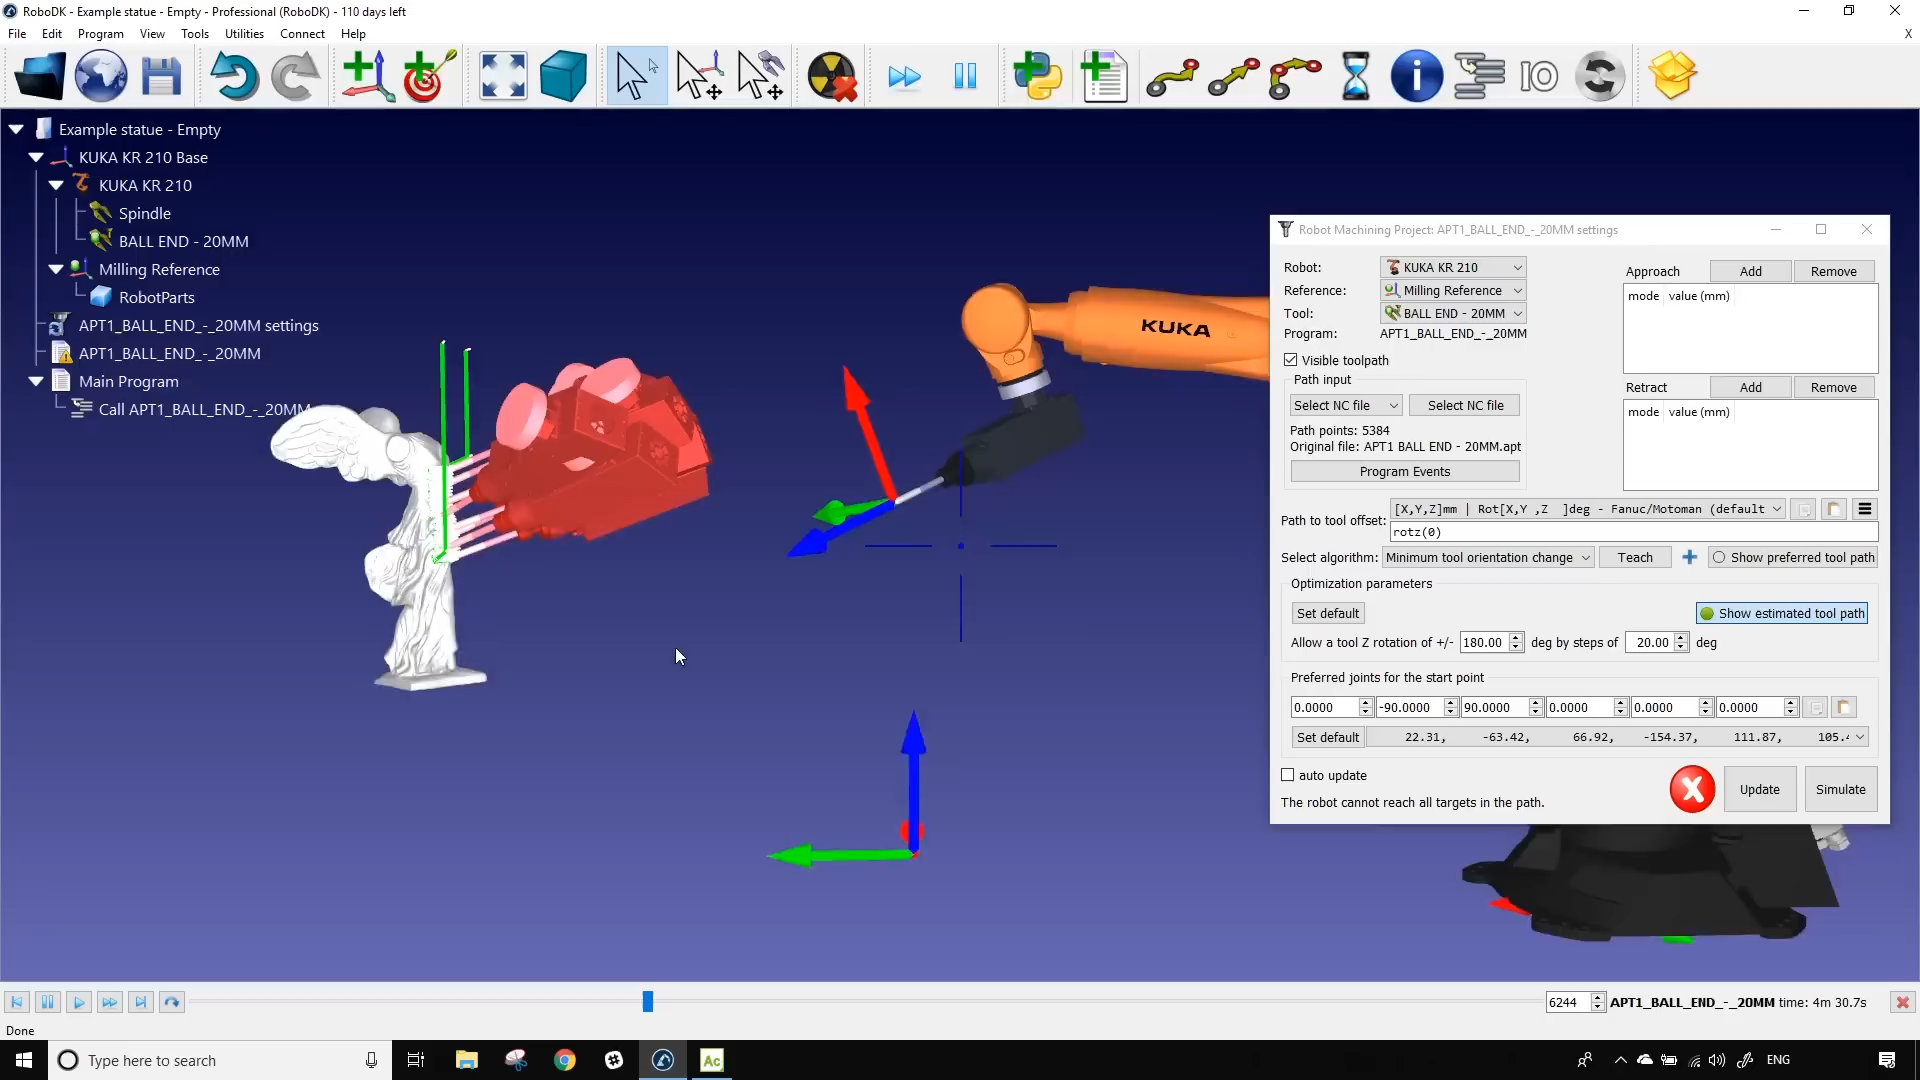 RoboDK - Example statue - Empty - Professional (RoboDK) - 110 days left
File Edit Program View Tools Utilities Connect Help X
IO
Example statue - Empty
KUKA KR 210 Base
KUKA KR 210
Spindle
BALL END - 20MM
Milling Reference
RobotParts
APT1_BALL_END_-_20MM settings
APT1_BALL_END_-_20MM
Main Program
Call APT1_BALL_END_-_20MM
KUKA
Robot Machining Project: APT1_BALL_END_-_20MM settings
Robot: KUKA KR 210
Reference: Milling Reference
Tool: BALL END - 20MM
Program: APT1_BALL_END_-_20MM
Visible toolpath
Path input
Select NC file Select NC file
Path points: 5384
Original file: APT1 BALL END - 20MM.apt
Program Events
Approach Add Remove
mode value (mm)
Retract Add Remove
mode value (mm)
Path to tool offset: [X,Y,Z]mm | Rot[X,Y ,Z  ]deg - Fanuc/Motoman (default
rotz(0)
Select algorithm: Minimum tool orientation change Teach Show preferred tool path
Optimization parameters
Set default Show estimated tool path
Allow a tool Z rotation of +/- 180.00 deg by steps of 20.00 deg
Preferred joints for the start point
0.0000 -90.0000 90.0000 0.0000 0.0000 0.0000
Set default 22.31, -63.42, 66.92, -154.37, 111.87, 105.
auto update
The robot cannot reach all targets in the path.
Update Simulate
6244 APT1_BALL_END_-_20MM time: 4m 30.7s
Done
Type here to search
Ac
ENG